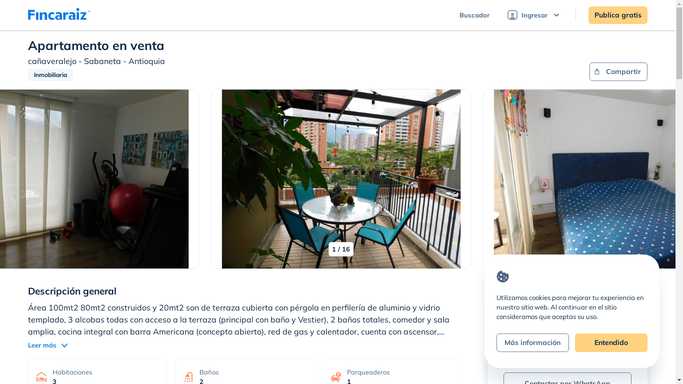 Fincaraiz
Buscador
Ingresar
Publica gratis
Apartamento en venta
cañaveralejo - Sabaneta - Antioquia
Inmobiliaria
Compartir
1 / 16
Descripción general
Área 100mt2 80mt2 construidos y 20mt2 son de terraza cubierta con pérgola en perfilería de aluminio y vidrio
templado, 3 alcobas todas con acceso a la terraza (principal con baño y Vestier), 2 baños totales, comedor y sala
amplia, cocina integral con barra Americana (concepto abierto), red de gas y calentador, cuenta con ascensor,...
Leer más
Habitaciones
3
Baños
2
Parqueaderos
1
Utilizamos cookies para mejorar tu experiencia en
nuestro sitio web. Al continuar en el sitio
consideramos que aceptas su uso.
Más información
Entendido
Contactar por WhatsApp